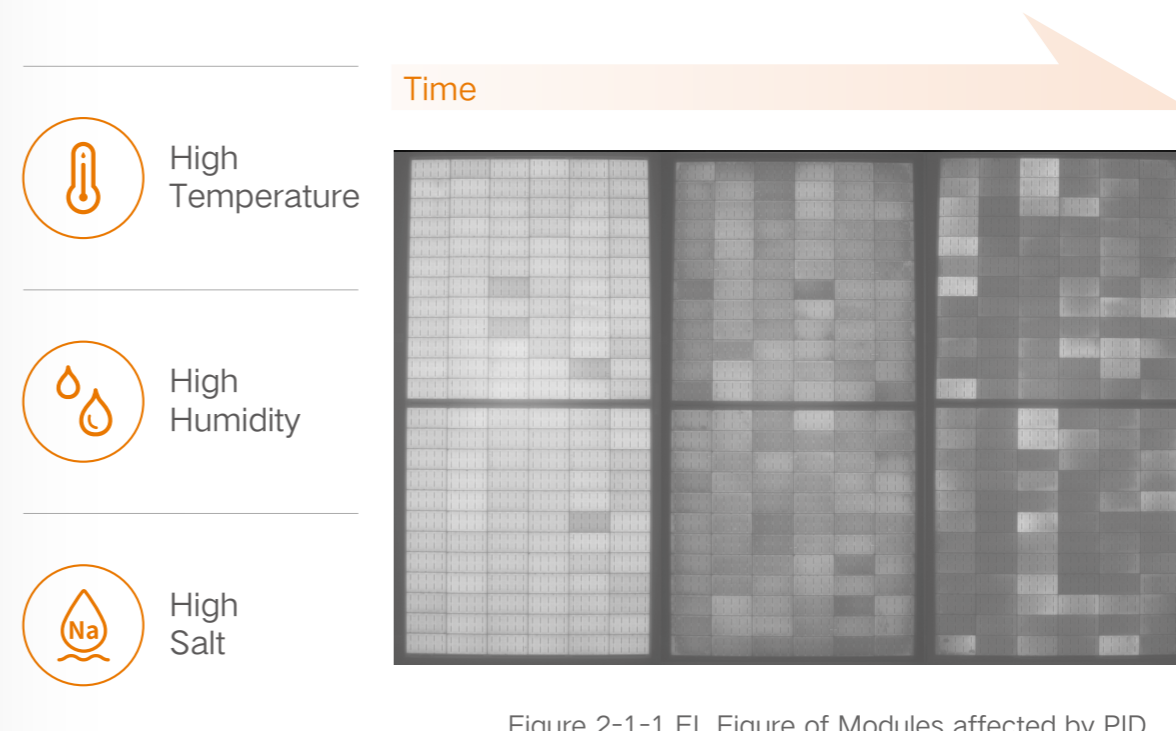 Time
High
Temperature
High
Humidity
Na
High
Salt
Figure 2-1-1 EL Figure of Modules affected by PID